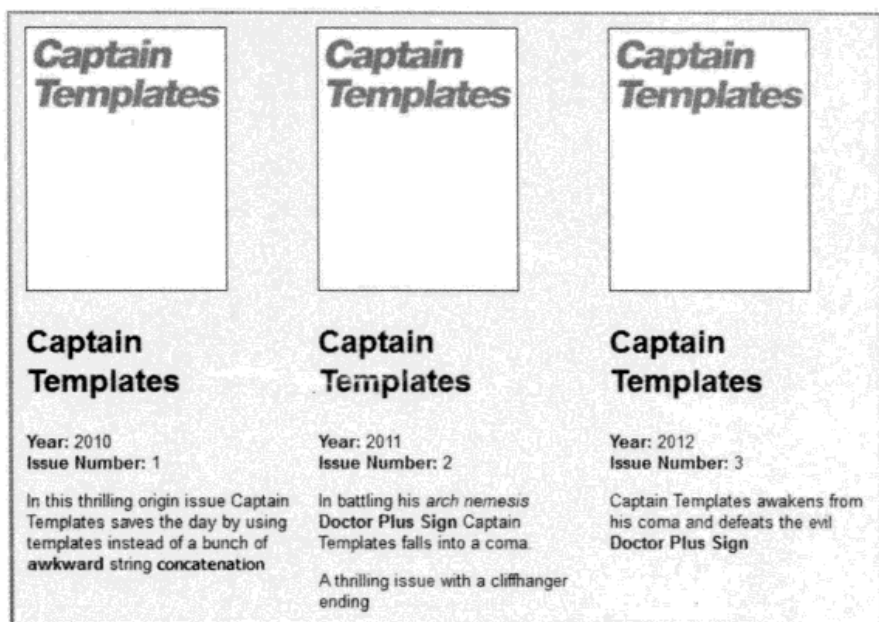 Captain
Templates
Captain
Templates
Captain
Templates
Captain
Templates
Year: 2010
Issue Number: 1
In this thrilling origin issue Captain
Templates saves the day by using
templates instead of a bunch of
awkward string concatenation
Captain
Templates
Year: 2011
Issue Number: 2
In battling his arch nemesis
Doctor Plus Sign Captain
Templates falls into a coma.
A thrilling issue with a cliffhanger
ending
Captain
Templates
Year: 2012
Issue Number: 3
Captain Templates awakens from
his coma and defeats the evil
Doctor Plus Sign